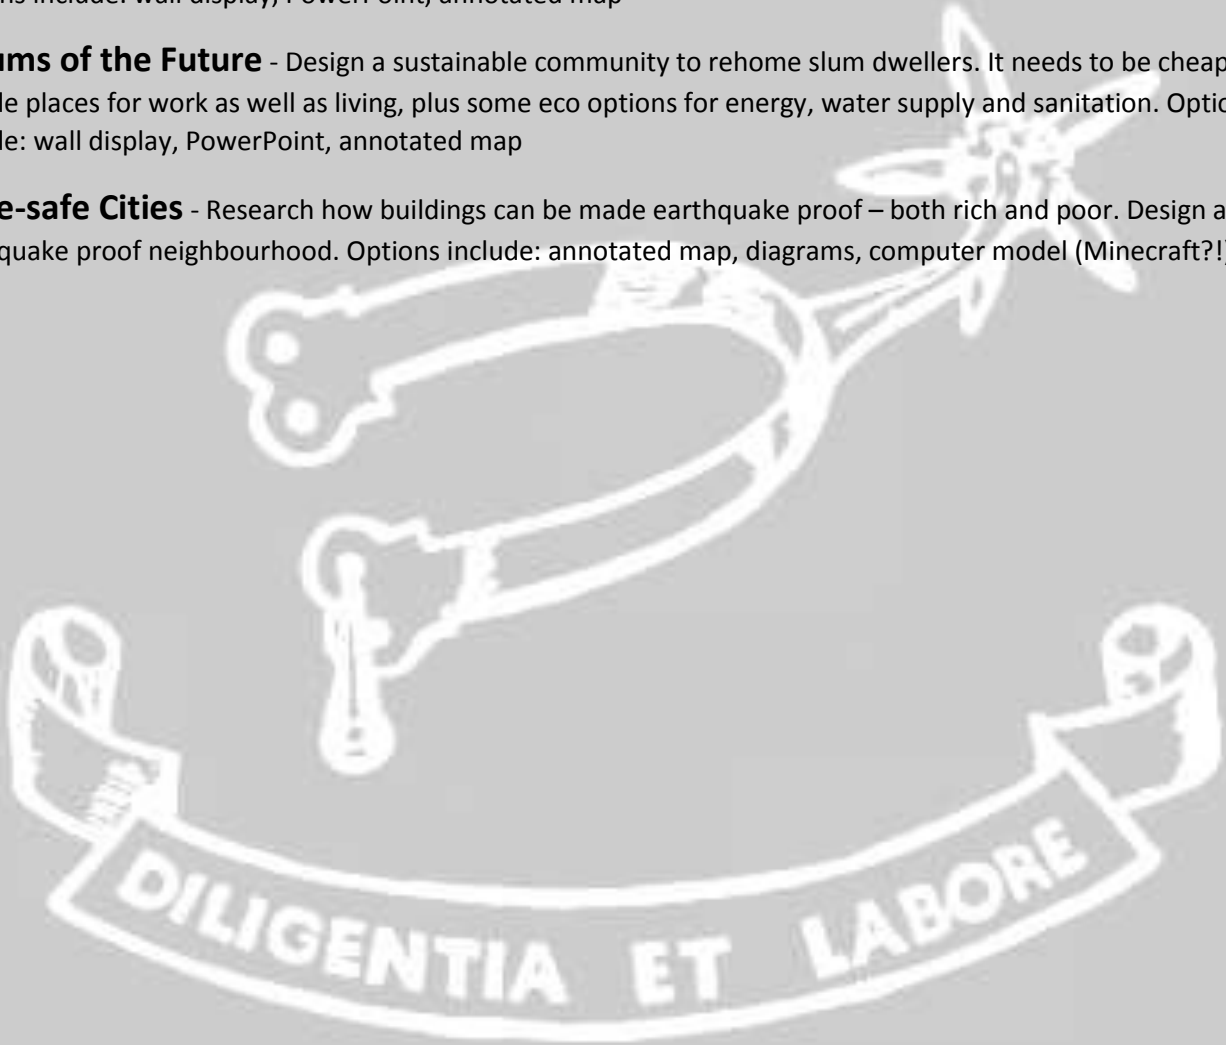 ns include: wall display, PowerPoint, annotated map
ums of the Future - Design a sustainable community to rehome slum dwellers. It needs to be cheap
de places for work as well as living, plus some eco options for energy, water supply and sanitation. Optio
de: wall display, PowerPoint, annotated map
e-safe Cities - Research how buildings can be made earthquake proof – both rich and poor. Design a
quake proof neighbourhood. Options include: annotated map, diagrams, computer model (Minecraft?!)
DILIGENTIA ET LABORE